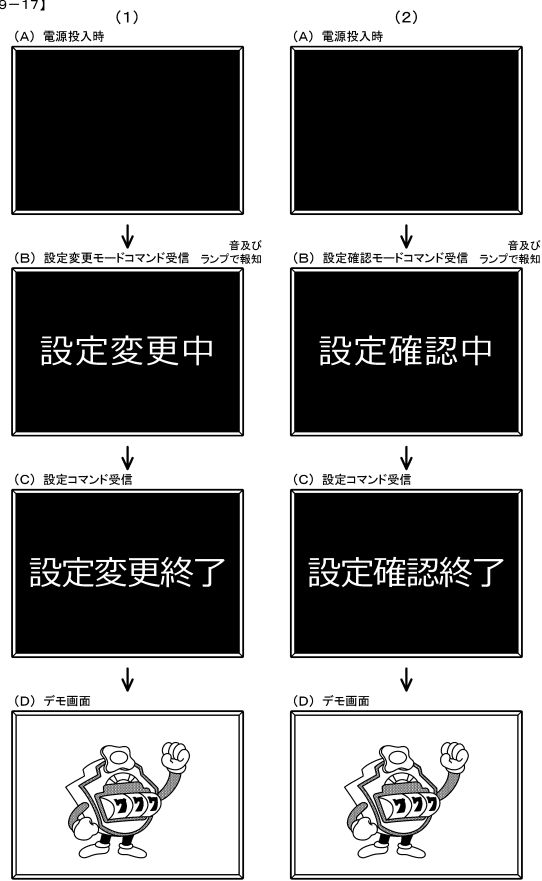 9－17】
（1）
（A）電源投入時
（B）設定変更モードコマンド受信
音及び
ランプで報知
設定変更中
（C）設定コマンド受信
設定変更終了
（D）デモ画面
777
（2）
（A）電源投入時
（B）設定確認モードコマンド受信
音及び
ランプで報知
設定確認中
（C）設定コマンド受信
設定確認終了
（D）デモ画面
777